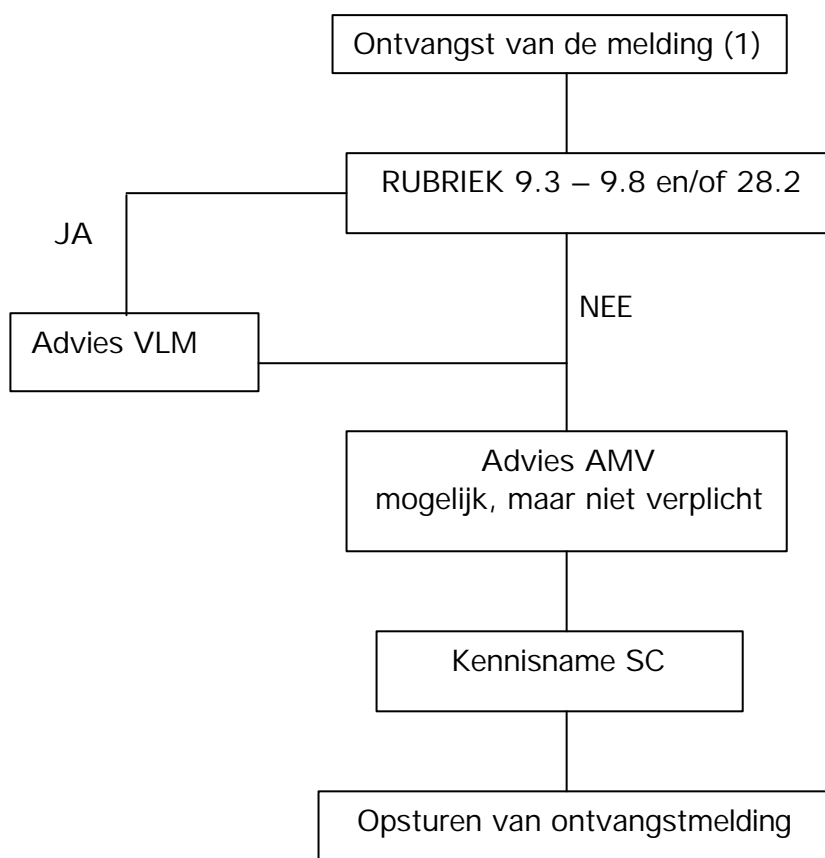 Ontvangst van de melding (1)
RUBRIEK 9.3 – 9.8 en/of 28.2
JA
NEE
Advies VLM
Advies AMV
mogelijk, maar niet verplicht
Kennisname SC
Opsturen van ontvangstmelding